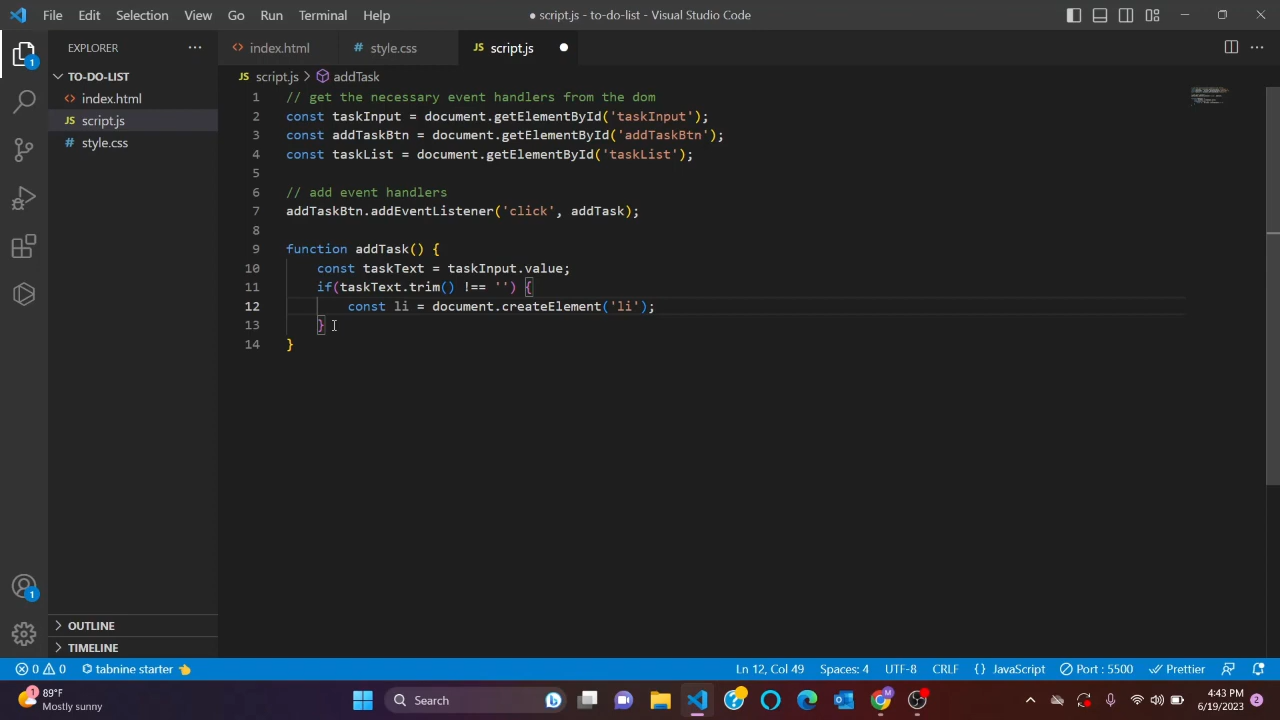 File Edit Selection View Go Run Terminal Help
● script.js - to-do-list - Visual Studio Code
EXPLORER
index.html
style.css
script.js
TO-DO-LIST
index.html
script.js
style.css
script.js > addTask
1 // get the necessary event handlers from the dom
2 const taskInput = document.getElementById('taskInput');
3 const addTaskBtn = document.getElementById('addTaskBtn');
4 const taskList = document.getElementById('taskList');
5
6 // add event handlers
7 addTaskBtn.addEventListener('click', addTask);
8
9 function addTask() {
10 const taskText = taskInput.value;
11 if(taskText.trim() !== '') {
12 const li = document.createElement('li');
13 }
14 }
OUTLINE
TIMELINE
1
1
0 0 tabnine starter Ln 12, Col 49 Spaces: 4 UTF-8 CRLF {} JavaScript Port : 5500 Prettier
1
89°F
Mostly sunny
Search
4:43 PM
6/19/2023
2